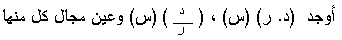 أوجد (د. ر) (س) ، (د/ر) (س) وعين مجال كل منها